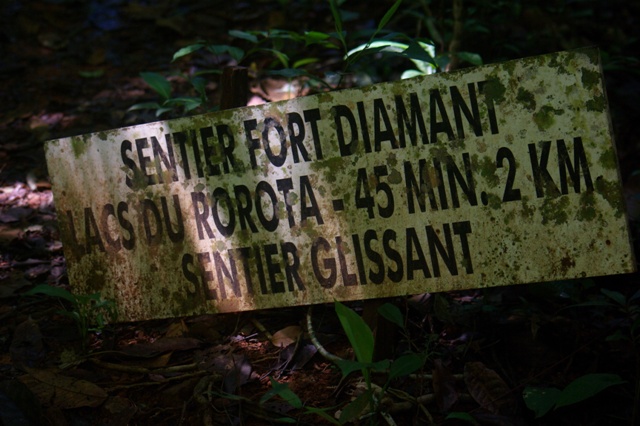 SENTIER FORT DIAMANT
LACS DU ROROTA - 45 MIN. 2 KM.
SENTIER GLISSANT